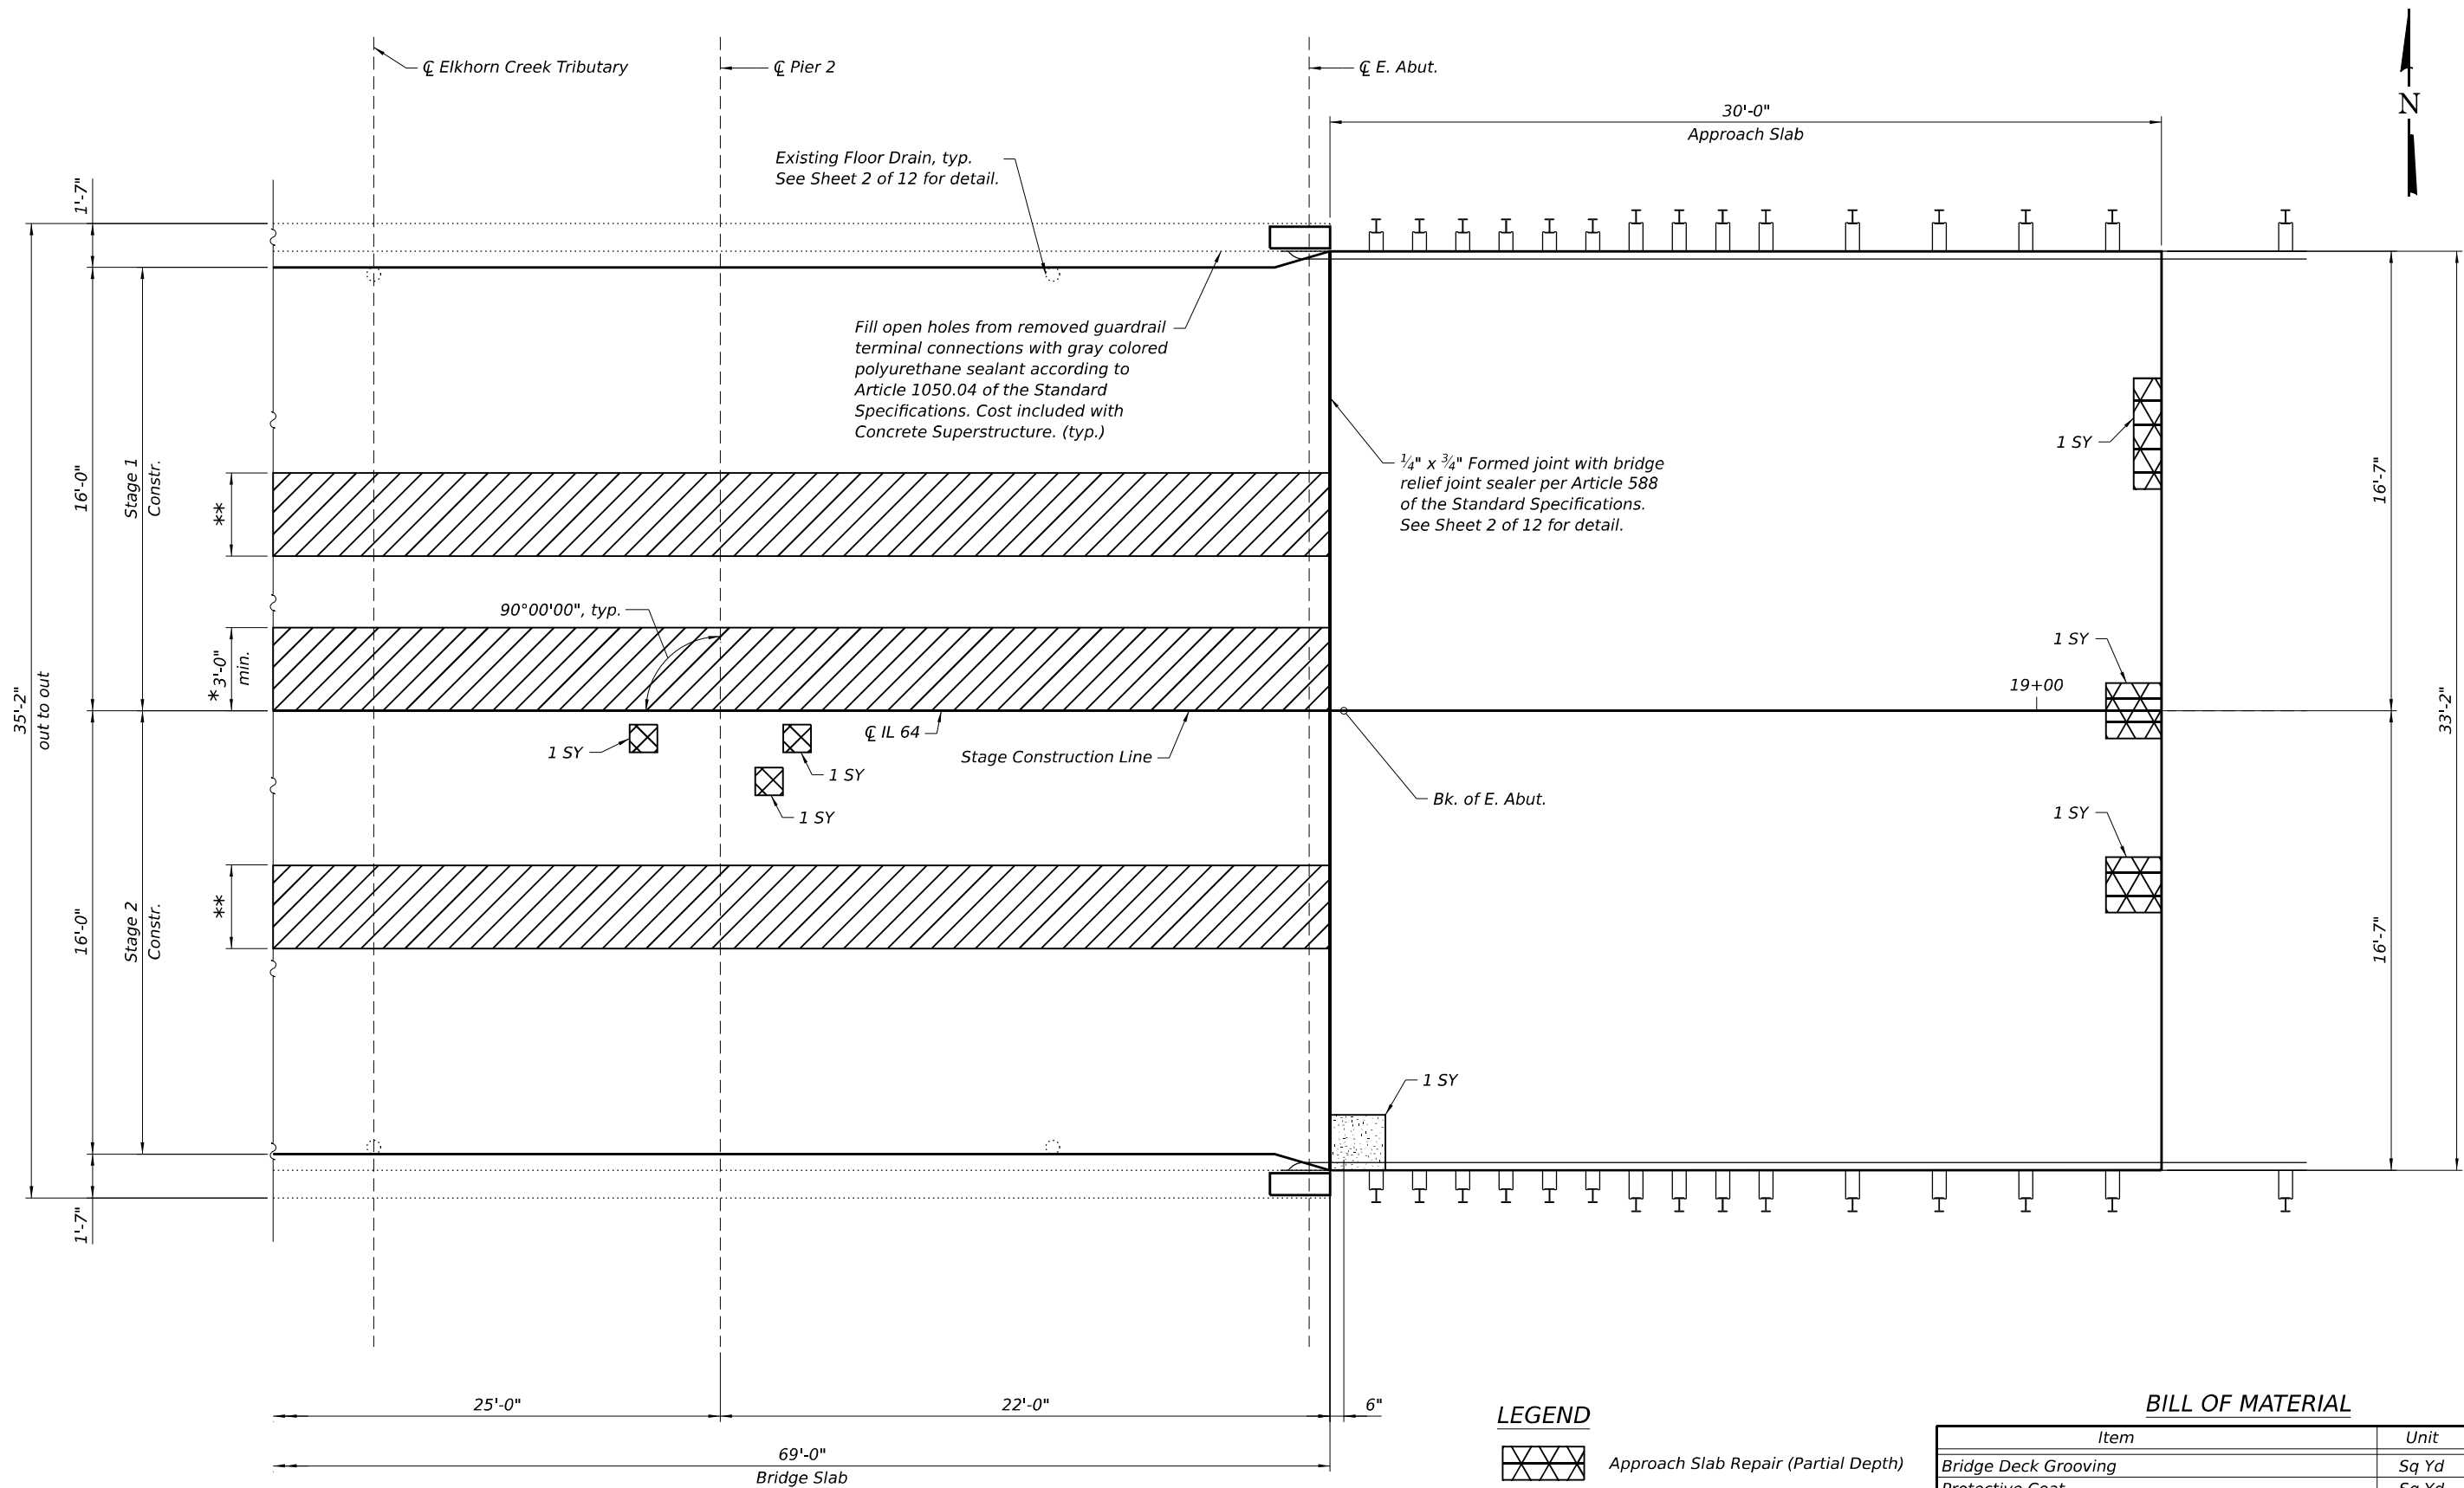 ℄ Elkhorn Creek Tributary
℄ Pier 2
℄ E. Abut.
N
30'-0"
Approach Slab
Existing Floor Drain, typ.
See Sheet 2 of 12 for detail.
1'-7"
Fill open holes from removed guardrail
terminal connections with gray colored
polyurethane sealant according to
Article 1050.04 of the Standard
Specifications. Cost included with
Concrete Superstructure. (typ.)
16'-0"
Stage 1
Constr.
**
1 SY
¼" x ¾" Formed joint with bridge
relief joint sealer per Article 588
of the Standard Specifications.
See Sheet 2 of 12 for detail.
16'-7"
90°00'00", typ.
*3'-0"
min.
35'-2"
out to out
1 SY
19+00
33'-2"
1 SY
℄ IL 64
Stage Construction Line
1 SY
1 SY
Bk. of E. Abut.
1 SY
16'-0"
Stage 2
Constr.
**
16'-7"
1 SY
1'-7"
25'-0"
22'-0"
6"
69'-0"
Bridge Slab
LEGEND
Approach Slab Repair (Partial Depth)
BILL OF MATERIAL
Item
Unit
Bridge Deck Grooving
Sq Yd
Protective Coat
Sq Yd